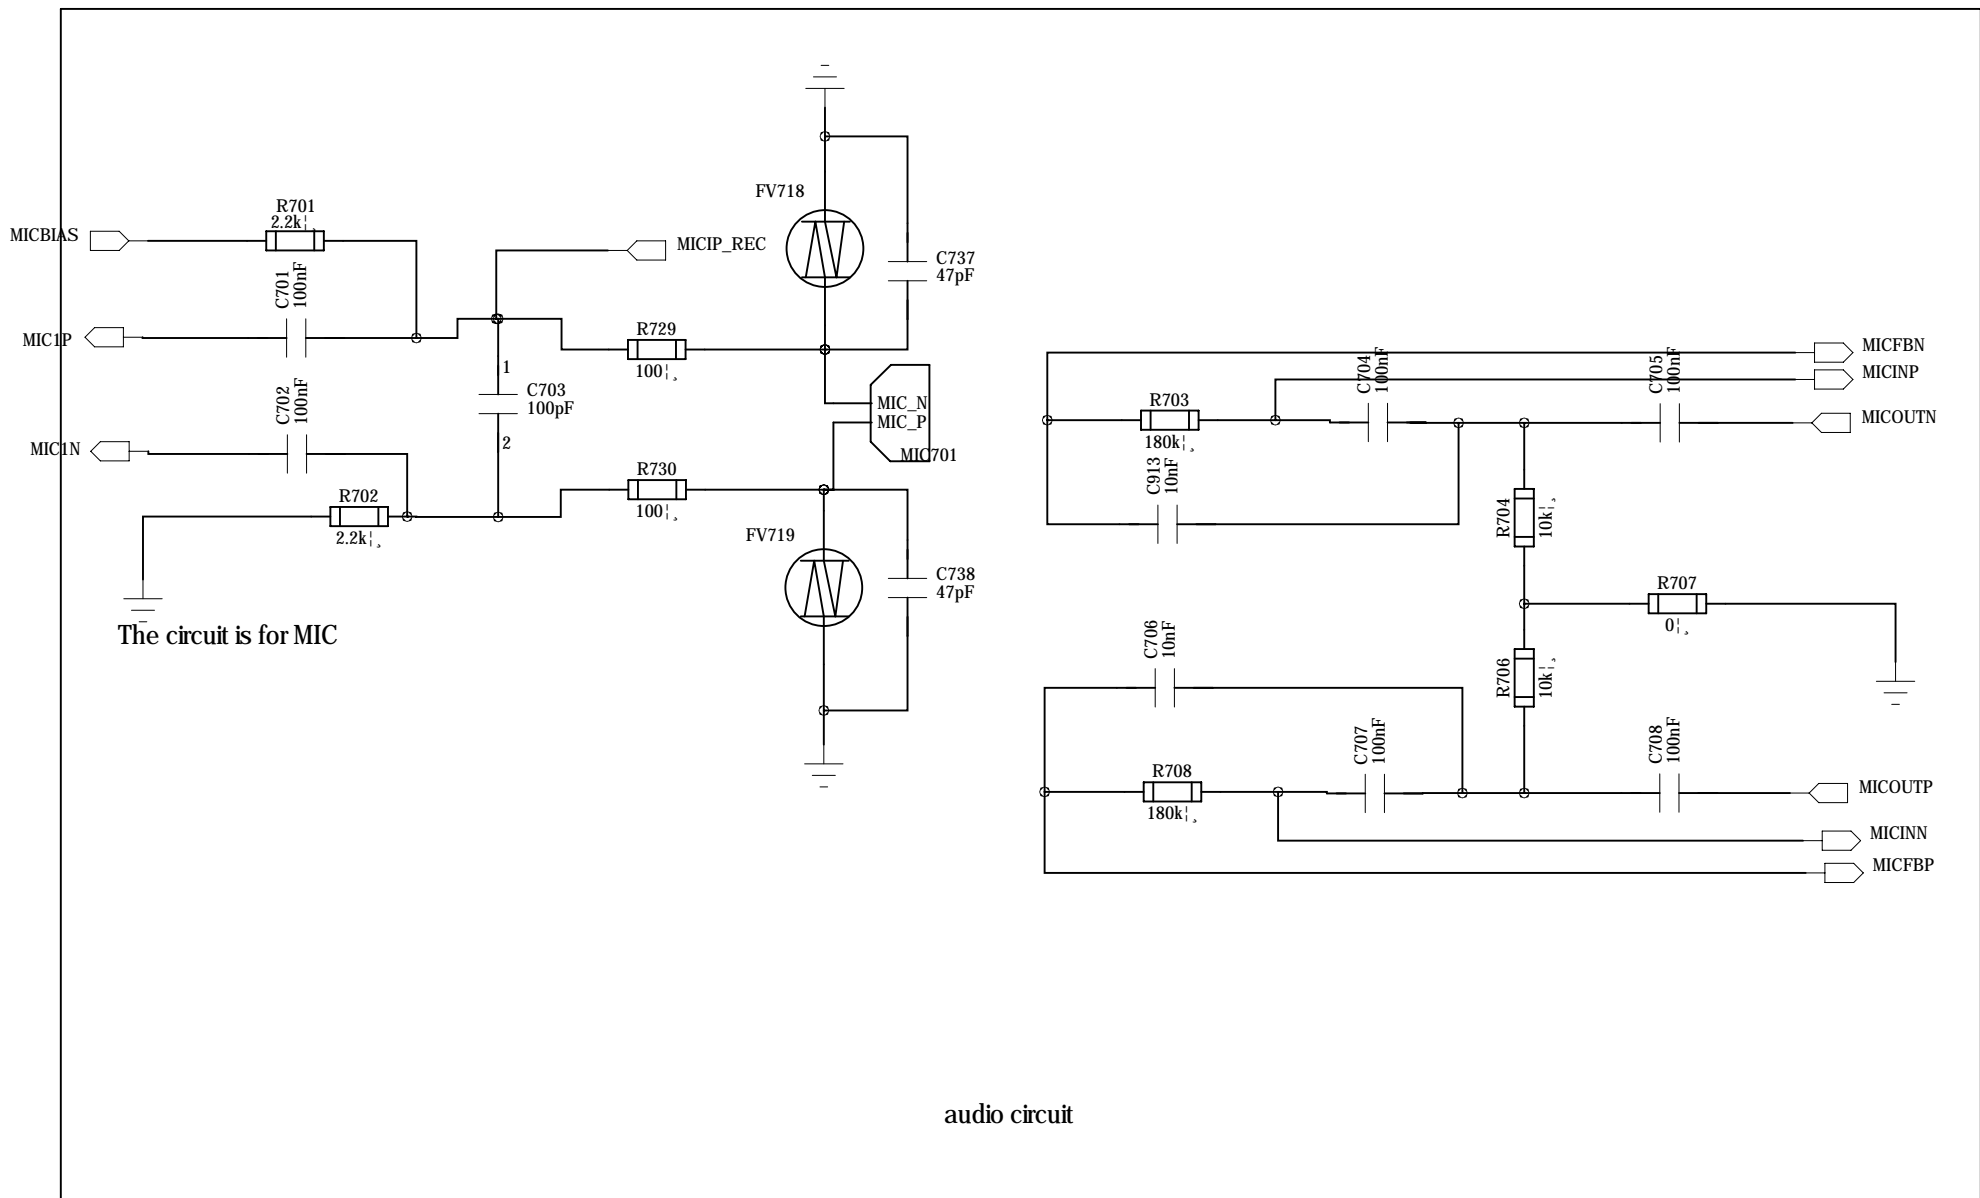 FV718
R701
2.2k¦¸
MICBIAS
MICIP_REC
C701
100nF
C737
47pF
MIC1P
R729
100¦¸
1
C703
100pF
2
C702
100nF
MIC_N
MIC_P
MIC701
MIC1N
R730
100¦¸
R702
2.2k¦¸
FV719
C738
47pF
The circuit is for MIC
MICFBN
C704
100nF
C705
100nF
MICINP
R703
180k¦¸
MICOUTN
C913
10nF
R704
10k¦¸
R707
0¦¸
C706
10nF
R706
10k¦¸
C707
100nF
C708
100nF
R708
180k¦¸
MICOUTP
MICINN
MICFBP
audio circuit